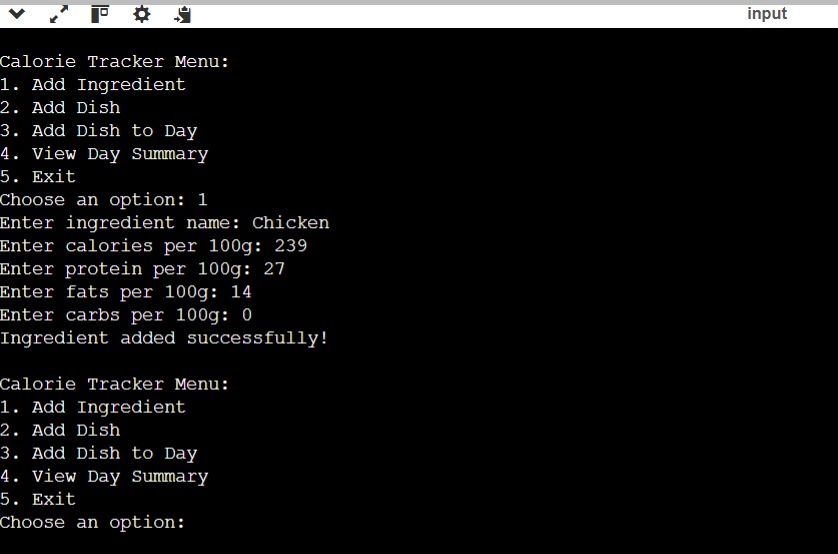 input
Calorie Tracker Menu:
1. Add Ingredient
2. Add Dish
3. Add Dish to Day
4. View Day Summary
5. Exit
Choose an option: 1
Enter ingredient name: Chicken
Enter calories per 100g: 239
Enter protein per 100g: 27
Enter fats per 100g: 14
Enter carbs per 100g: 0
Ingredient added successfully!
Calorie Tracker Menu:
1. Add Ingredient
2. Add Dish
3. Add Dish to Day
4. View Day Summary
5. Exit
Choose an option: